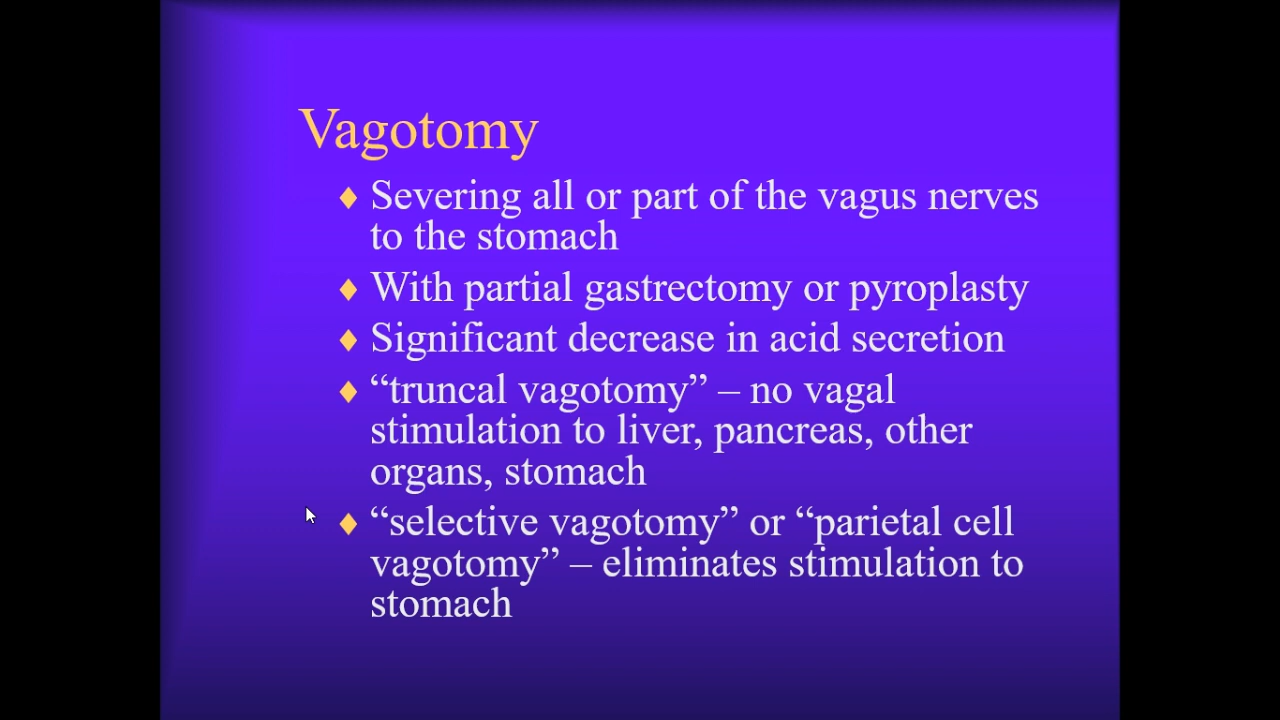 Vagotomy
Severing all or part of the vagus nerves
to the stomach
With partial gastrectomy or pyroplasty
Significant decrease in acid secretion
“truncal vagotomy” – no vagal
stimulation to liver, pancreas, other
organs, stomach
“selective vagotomy” or “parietal cell
vagotomy” – eliminates stimulation to
stomach